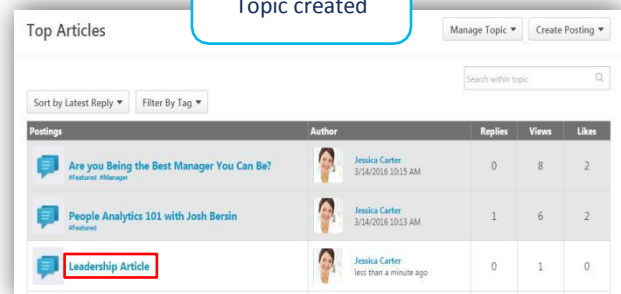 Topic created
Top Articles
Manage Topic
Create Posting
Search within topic
Sort by Latest Reply
Filter By Tag
Postings Author Replies Views Likes
Are you Being the Best Manager You Can Be?
#Featured #Manager
Jessica Carter
3/14/2016 10:15 AM
0 8 2
People Analytics 101 with Josh Bersin
#Featured
Jessica Carter
3/14/2016 10:13 AM
1 6 2
Leadership Article
Jessica Carter
less than a minute ago
0 1 0